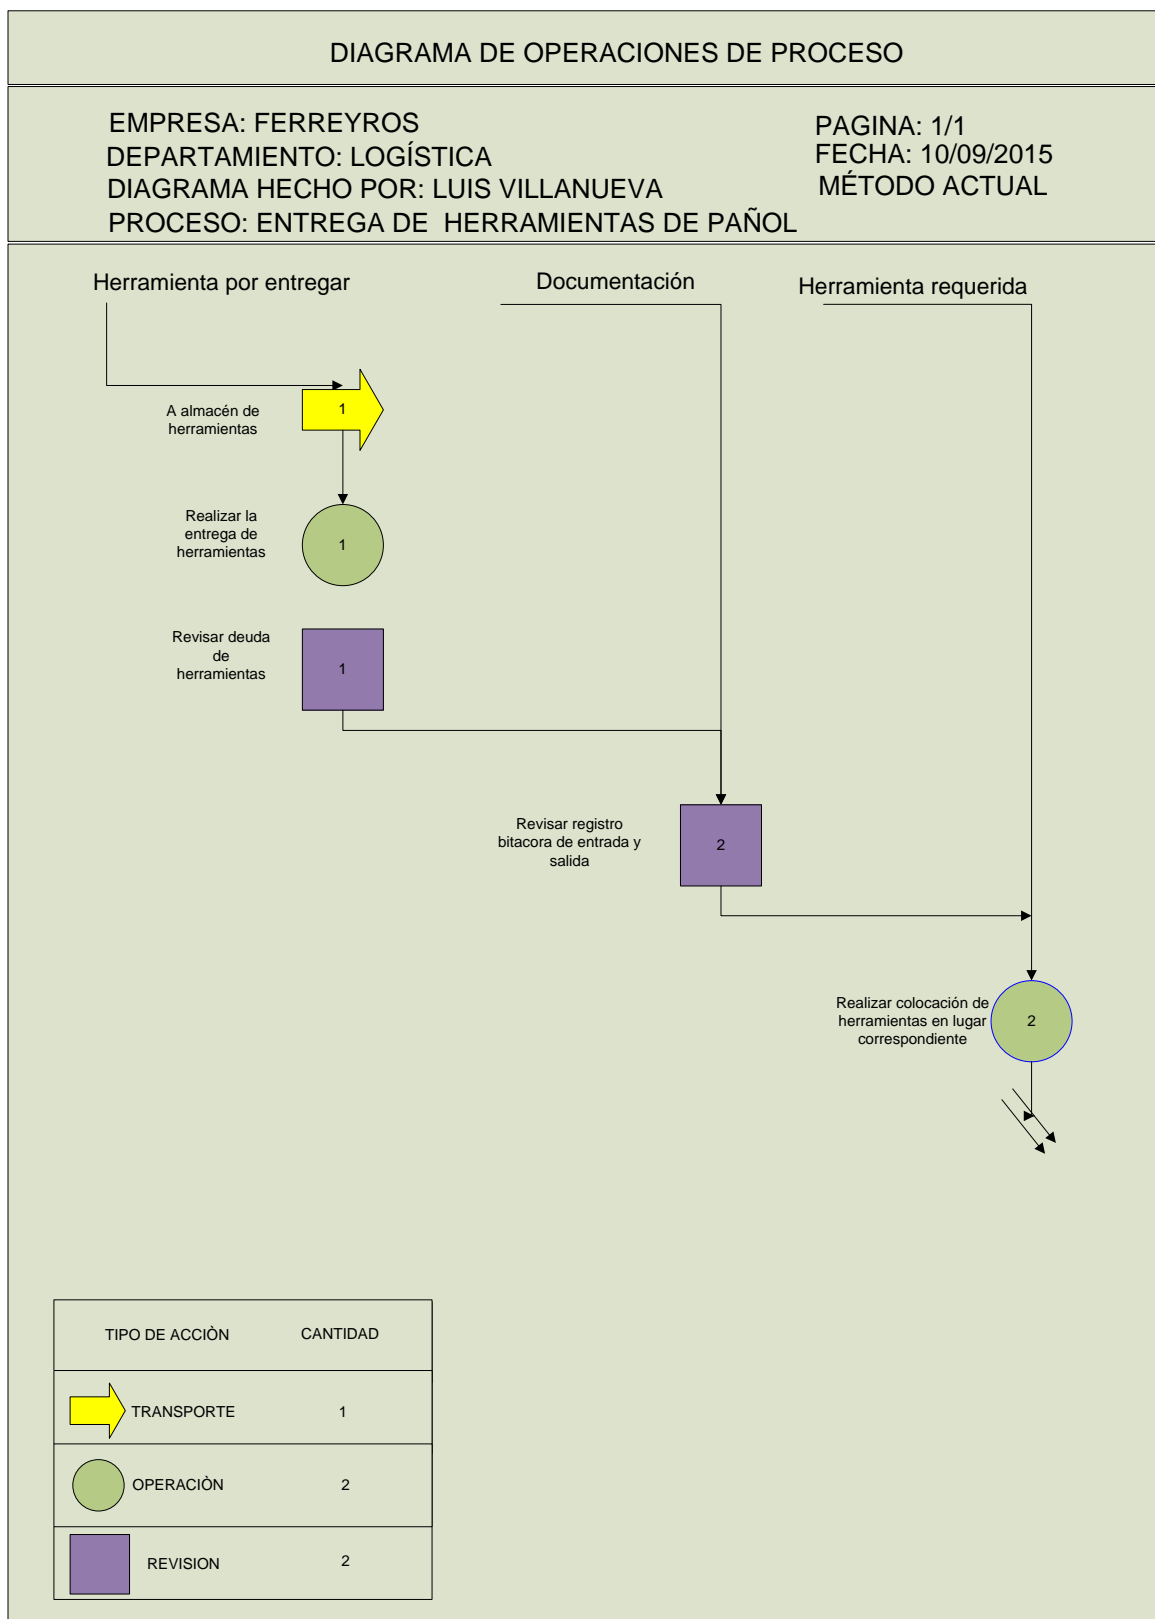 DIAGRAMA DE OPERACIONES DE PROCESO
EMPRESA: FERREYROS
DEPARTAMIENTO: LOGÍSTICA
DIAGRAMA HECHO POR: LUIS VILLANUEVA
PROCESO: ENTREGA DE HERRAMIENTAS DE PAÑOL
PAGINA: 1/1
FECHA: 10/09/2015
MÉTODO ACTUAL
Herramienta por entregar
Documentación
Herramienta requerida
A almacén de
herramientas
1
Realizar la
entrega de
herramientas
1
Revisar deuda
de
herramientas
1
Revisar registro
bitacora de entrada y
salida
2
Realizar colocación de
herramientas en lugar
correspondiente
2
TIPO DE ACCIÒN CANTIDAD
TRANSPORTE 1
OPERACIÒN 2
REVISION 2